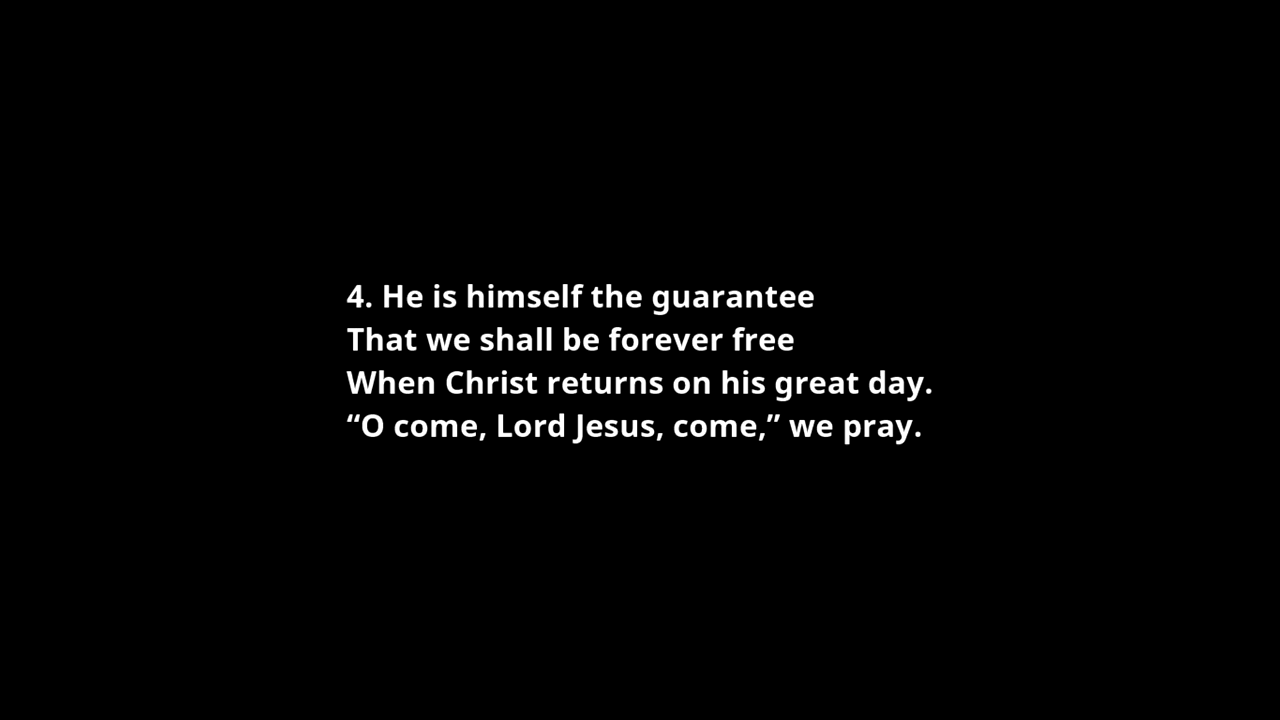 4. He is himself the guarantee
That we shall be forever free
When Christ returns on his great day.
“O come, Lord Jesus, come,” we pray.